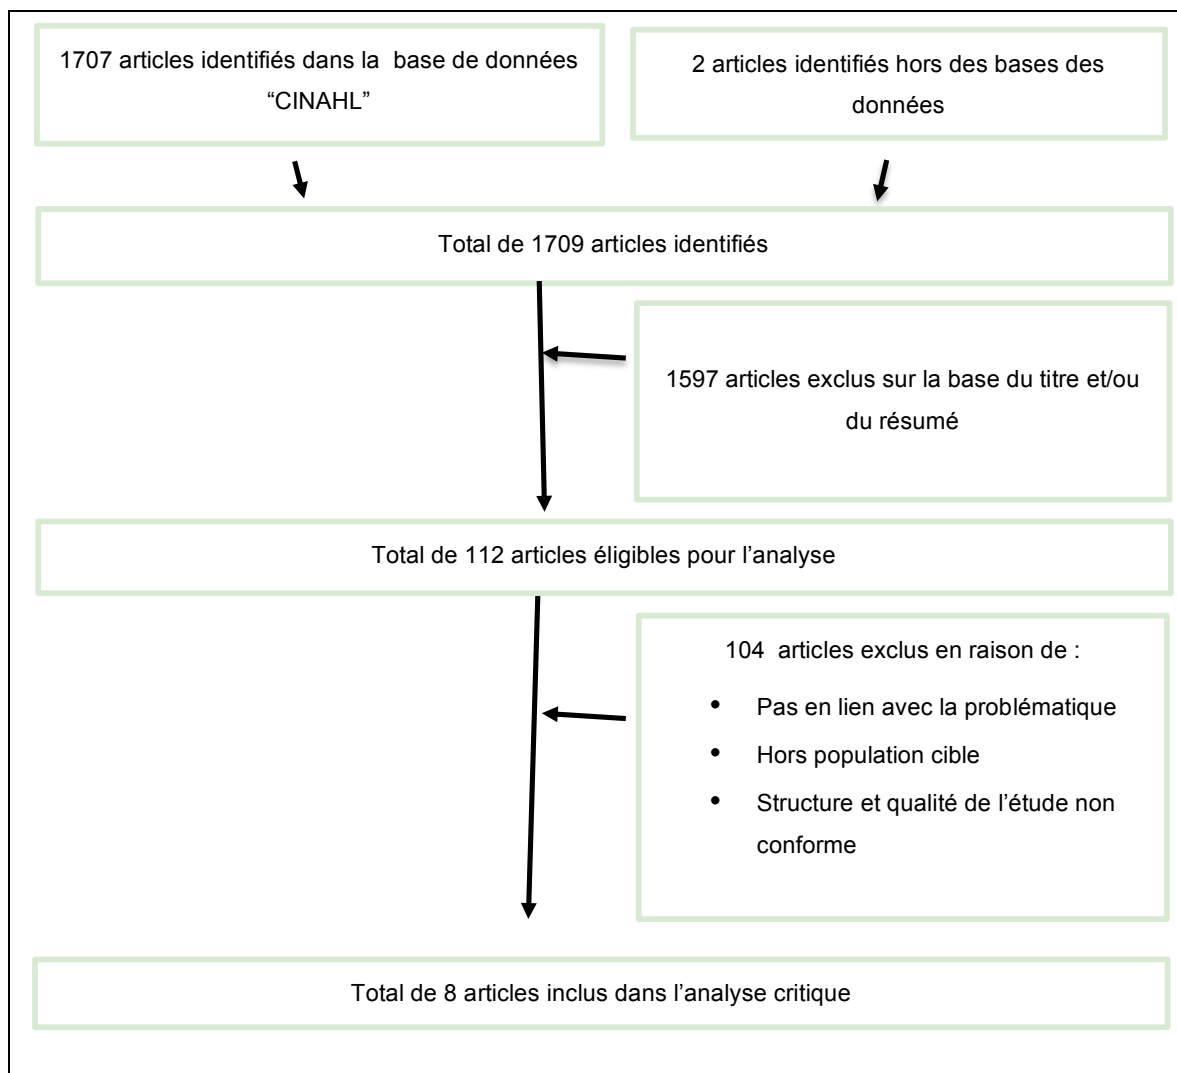 1707 articles identifiés dans la base de données
“CINAHL”
2 articles identifiés hors des bases des
données
Total de 1709 articles identifiés
1597 articles exclus sur la base du titre et/ou
du résumé
Total de 112 articles éligibles pour l’analyse
104 articles exclus en raison de :
• Pas en lien avec la problématique
• Hors population cible
• Structure et qualité de l’étude non
conforme
Total de 8 articles inclus dans l’analyse critique